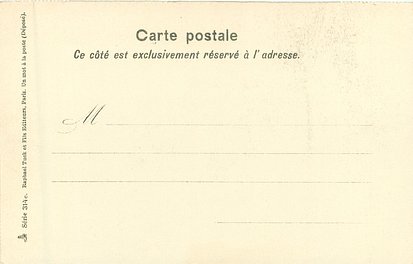 Carte postale
Ce côté est exclusivement réservé à l'adresse.
M
Série 314c. Raphael Tuck et Fils Editeurs, Paris. Un mot à la poste (Déposé).